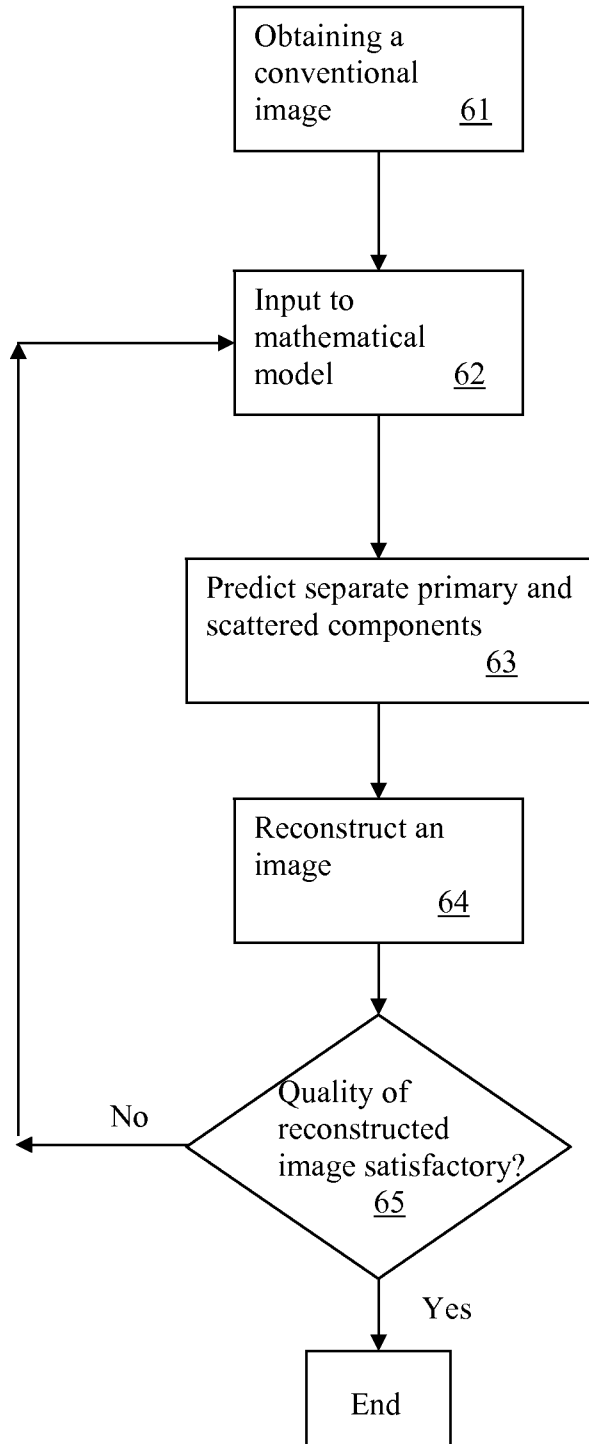 Obtaining a
conventional
image 61
Input to
mathematical
model 62
Predict separate primary and
scattered components
63
Reconstruct an
image
64
Quality of
reconstructed
image satisfactory?
65
No
Yes
End